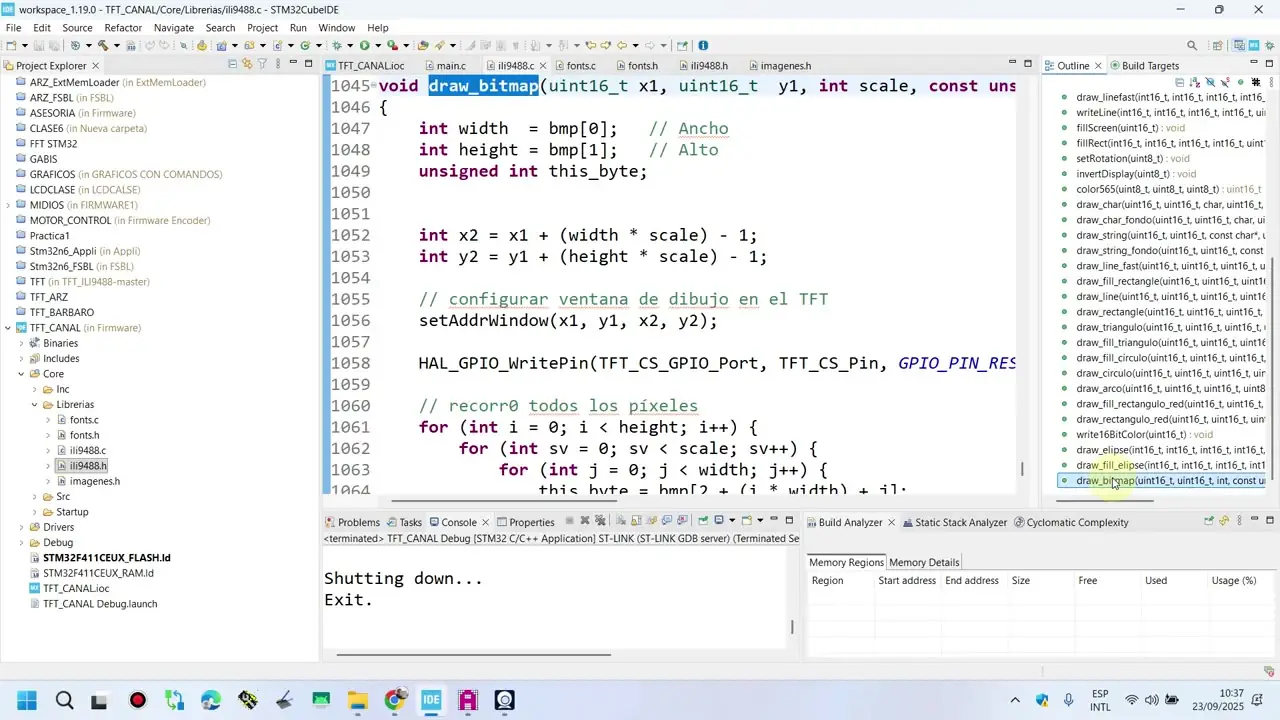 workspace_1.19.0 - TFT_CANAL/Core/Librerias/ili9488.c - STM32CubeIDE
File Edit Source Refactor Navigate Search Project Run Window Help
Project Explorer
TFT_CANAL.ioc main.c ili9488.c fonts.c fonts.h ili9488.h imagenes.h
Outline Build Targets
ARZ_ExtMemLoader (in ExtMemLoader)
ARZ_FSBL (in FSBL)
ASESORIA (in Firmware)
CLASE6 (in Nueva carpeta)
FFT STM32
GABIS
GRAFICOS (in GRAFICOS CON COMANDOS)
LCDCLASE (in LCDCALSE)
MIDIOS (in FIRMWARE1)
MOTOR_CONTROL (in Firmware Encoder)
Practica1
Stm32n6_Appli (in Appli)
Stm32n6_FSBL (in FSBL)
TFT (in TFT_ILI9488-master)
TFT_ARZ
TFT_BARBARO
TFT_CANAL (in Firmware)
Binaries
Includes
Core
Inc
Librerias
fonts.c
fonts.h
ili9488.c
ili9488.h
imagenes.h
Src
Startup
Drivers
Debug
STM32F411CEUX_FLASH.ld
STM32F411CEUX_RAM.ld
TFT_CANAL.ioc
TFT_CANAL Debug.launch
1045 void draw_bitmap(uint16_t x1, uint16_t y1, int scale, const uns
1046 {
1047 int width = bmp[0]; // Ancho
1048 int height = bmp[1]; // Alto
1049 unsigned int this_byte;
1050
1051
1052 int x2 = x1 + (width * scale) - 1;
1053 int y2 = y1 + (height * scale) - 1;
1054
1055 // configurar ventana de dibujo en el TFT
1056 setAddrWindow(x1, y1, x2, y2);
1057
1058 HAL_GPIO_WritePin(TFT_CS_GPIO_Port, TFT_CS_Pin, GPIO_PIN_RES
1059
1060 // recorr0 todos los píxeles
1061 for (int i = 0; i < height; i++) {
1062 for (int sv = 0; sv < scale; sv++) {
1063 for (int j = 0; j < width; j++) {
1064 this_byte = bmp[2 + (i * width) + j];
draw_linefast(int16_t, int16_t, int16_t,
writeLine(int16_t, int16_t, int16_t, int16
fillScreen(uint16_t) : void
fillRect(int16_t, int16_t, int16_t, int16_t, uint
setRotation(uint8_t) : void
invertDisplay(uint8_t) : void
color565(uint8_t, uint8_t, uint8_t) : uint16_t
draw_char(uint16_t, uint16_t, char, uint16_t,
draw_char_fondo(uint16_t, uint16_t, char,
draw_string(uint16_t, uint16_t, const char*,
draw_string_fondo(uint16_t, uint16_t, const
draw_line_fast(uint16_t, uint16_t, uint16_t,
draw_fill_rectangle(uint16_t, uint16_t, uint
draw_line(uint16_t, uint16_t, uint16_t, uint
draw_rectangle(uint16_t, uint16_t, uint16_t,
draw_triangulo(uint16_t, uint16_t, uint16_t,
draw_fill_triangulo(uint16_t, uint16_t, uint
draw_fill_circulo(uint16_t, uint16_t, uint16
draw_circulo(uint16_t, uint16_t, uint16_t,
draw_arco(uint16_t, uint16_t, uint16_t, uint8
draw_fill_rectangulo_red(uint16_t, uint16_t,
draw_rectangulo_red(uint16_t, uint16_t, uint
write16BitColor(uint16_t) : void
draw_elipse(int16_t, int16_t, int16_t, int16
draw_fill_elipse(int16_t, int16_t, int16_t, int1
draw_bitmap(uint16_t, uint16_t, int, const u
Problems Tasks Console Properties
<terminated> TFT_CANAL Debug [STM32 C/C++ Application] ST-LINK (ST-LINK GDB server) (Terminated Se
Shutting down...
Exit.
Build Analyzer Static Stack Analyzer Cyclomatic Complexity
Memory Regions Memory Details
Region Start address End address Size Free Used Usage (%)
ESP
INTL
10:37
23/09/2025